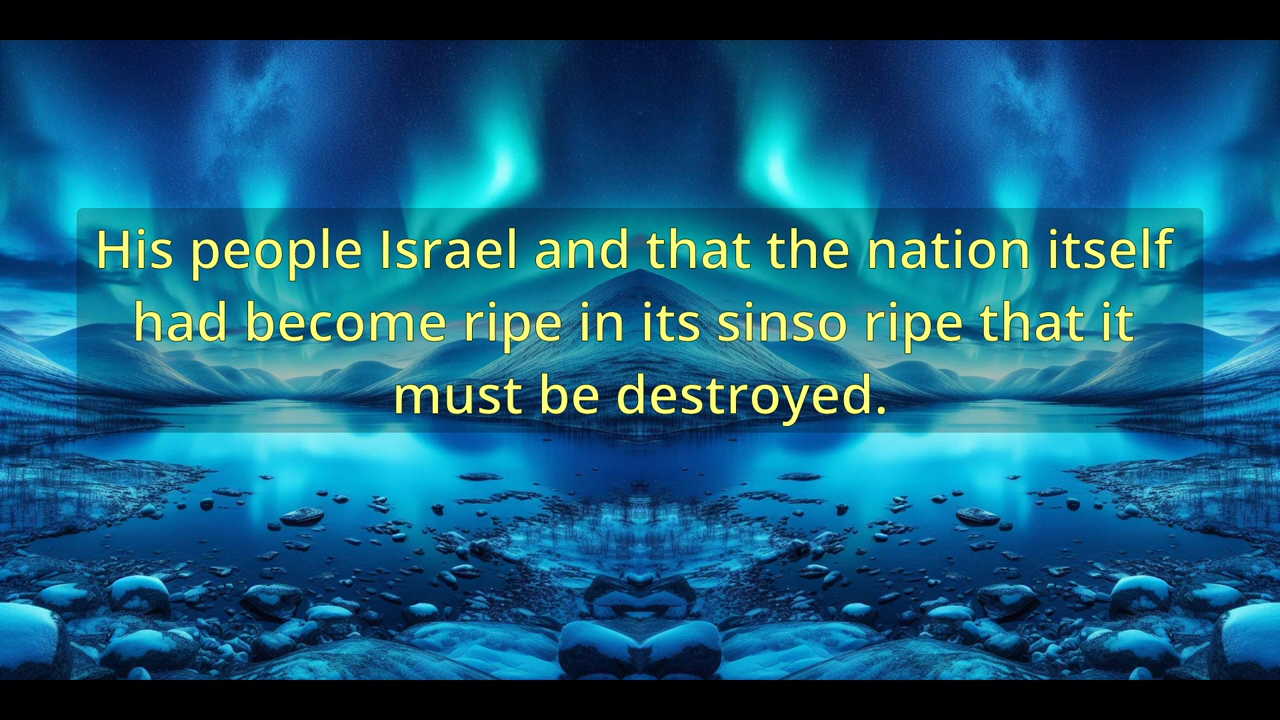 His people Israel and that the nation itself
had become ripe in its sinso ripe that it
must be destroyed.